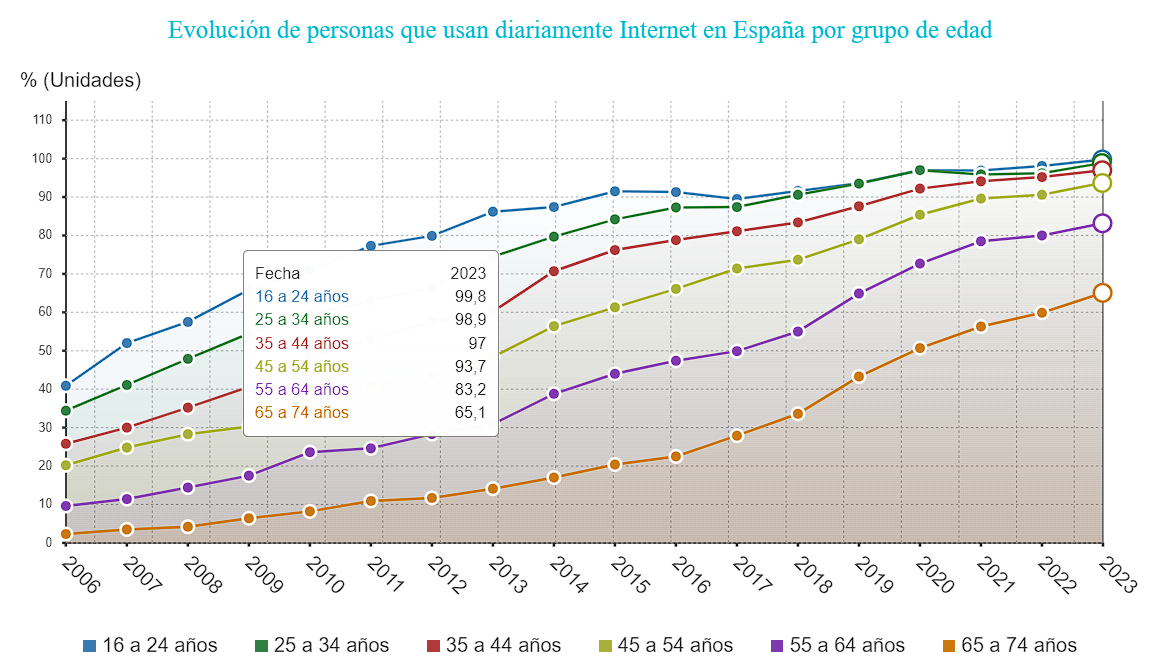 Evolución de personas que usan diariamente Internet en España por grupo de edad
% (Unidades)
110
100
90
80
70
60
50
40
30
20
10
0
Fecha 2023
16 a 24 años 99,8
25 a 34 años 98,9
35 a 44 años 97
45 a 54 años 93,7
55 a 64 años 83,2
65 a 74 años 65,1
2006 2007 2008 2009 2010 2011 2012 2013 2014 2015 2016 2017 2018 2019 2020 2021 2022 2023
16 a 24 años 25 a 34 años 35 a 44 años 45 a 54 años 55 a 64 años 65 a 74 años